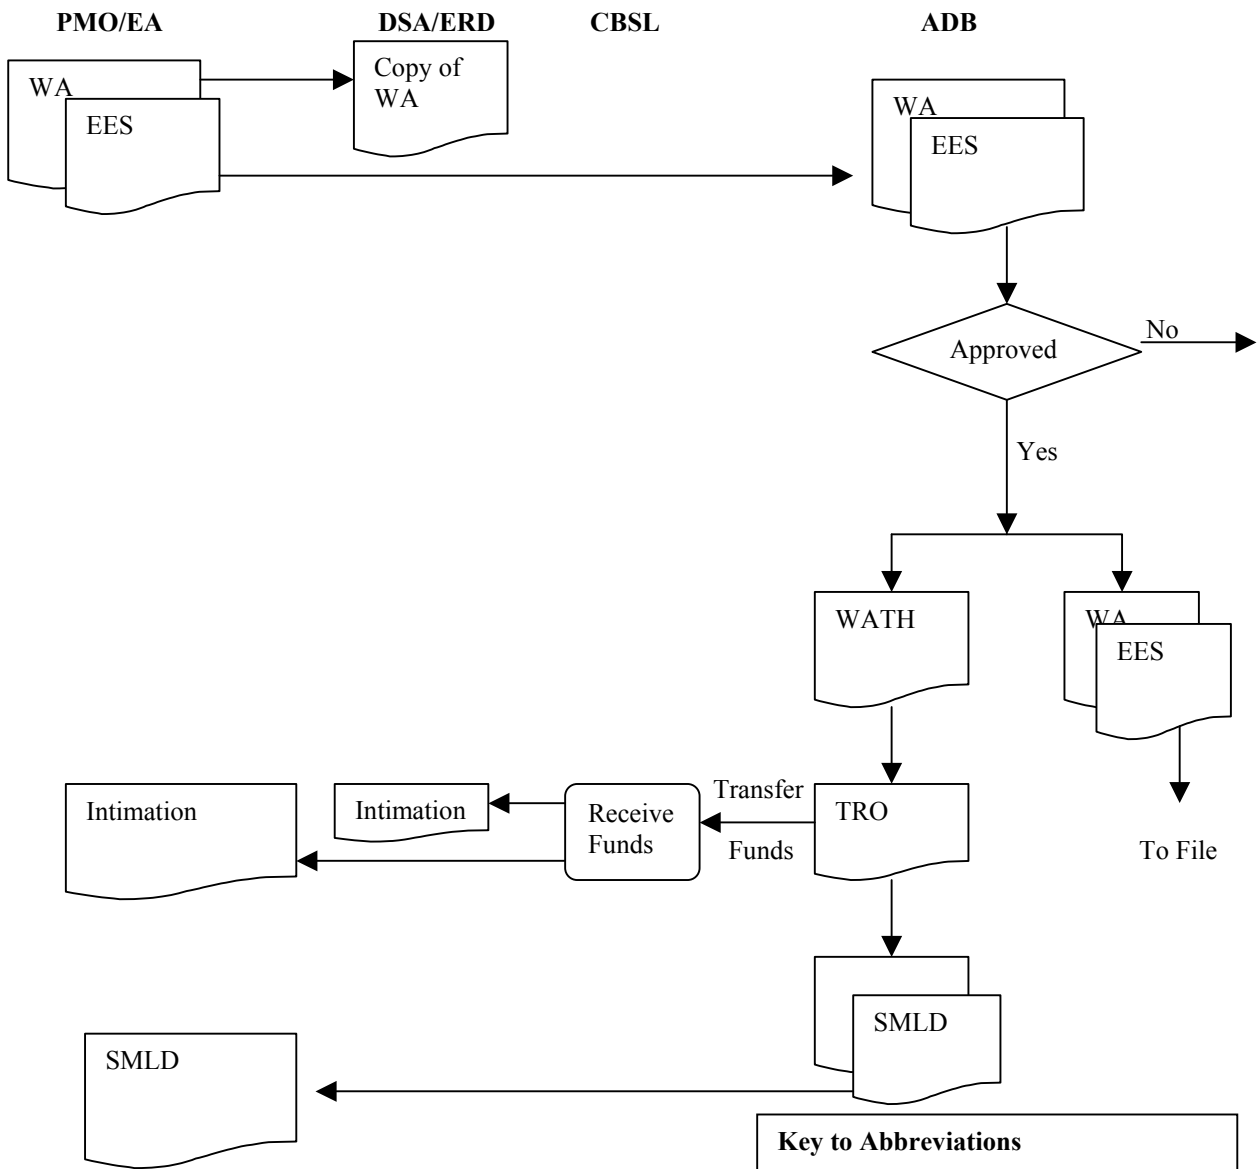 PMO/EA DSA/ERD CBSL ADB
WA
EES
Copy of
WA
WA
EES
Approved
No
Yes
WATH
WA
EES
Intimation
Intimation
Receive
Funds
Transfer
Funds
TRO
To File
SMLD
SMLD
Key to Abbreviations